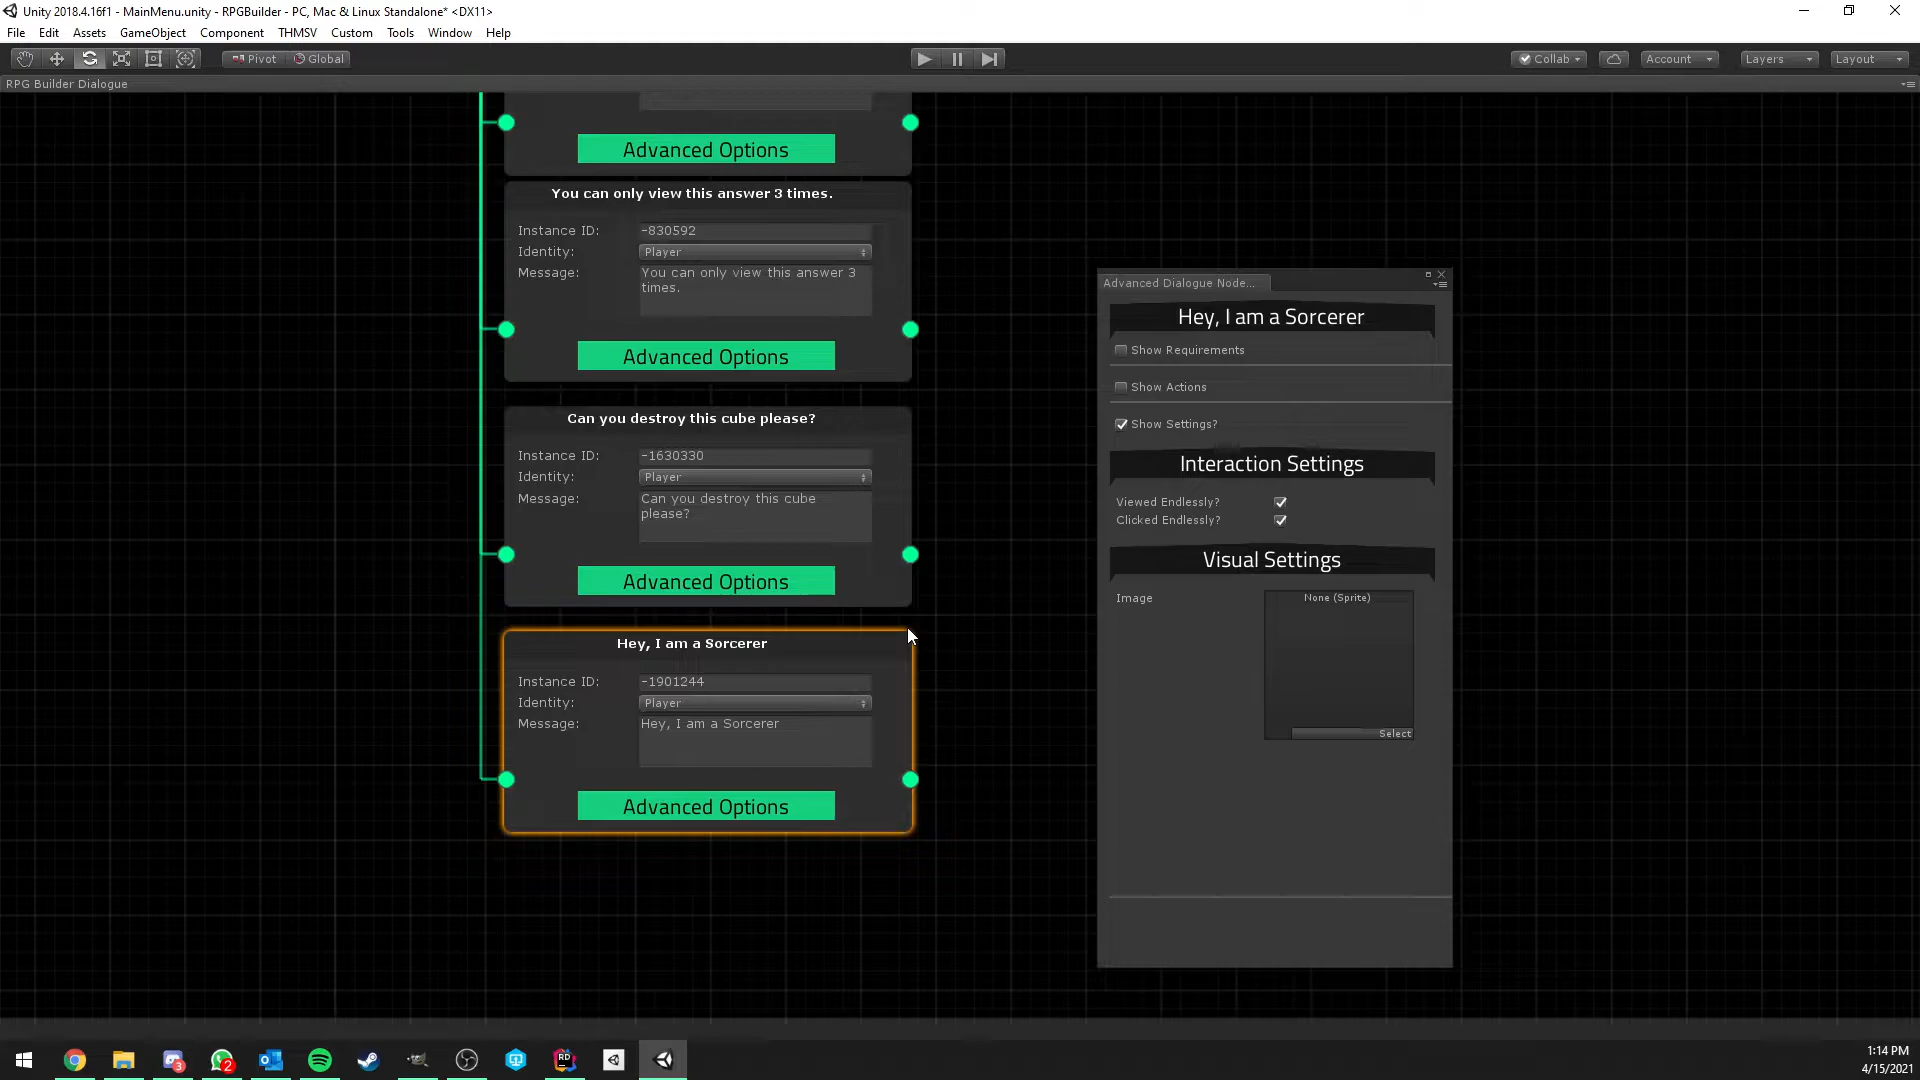 Unity 2018.4.16f1 - MainMenu.unity - RPGBuilder - PC, Mac & Linux Standalone* <DX11>
File Edit Assets GameObject Component THMSV Custom Tools Window Help
Pivot Global Collab Account Layers Layout
RPG Builder Dialogue
Advanced Options
You can only view this answer 3 times.
Instance ID: -830592
Identity: Player
Message: You can only view this answer 3
times.
Advanced Options
Can you destroy this cube please?
Instance ID: -1630330
Identity: Player
Message: Can you destroy this cube
please?
Advanced Options
Hey, I am a Sorcerer
Instance ID: -1901244
Identity: Player
Message: Hey, I am a Sorcerer
Advanced Options
Advanced Dialogue Node...
Hey, I am a Sorcerer
Show Requirements
Show Actions
Show Settings?
Interaction Settings
Viewed Endlessly?
Clicked Endlessly?
Visual Settings
Image None (Sprite)
Select
3
2
RD
1:14 PM
4/15/2021